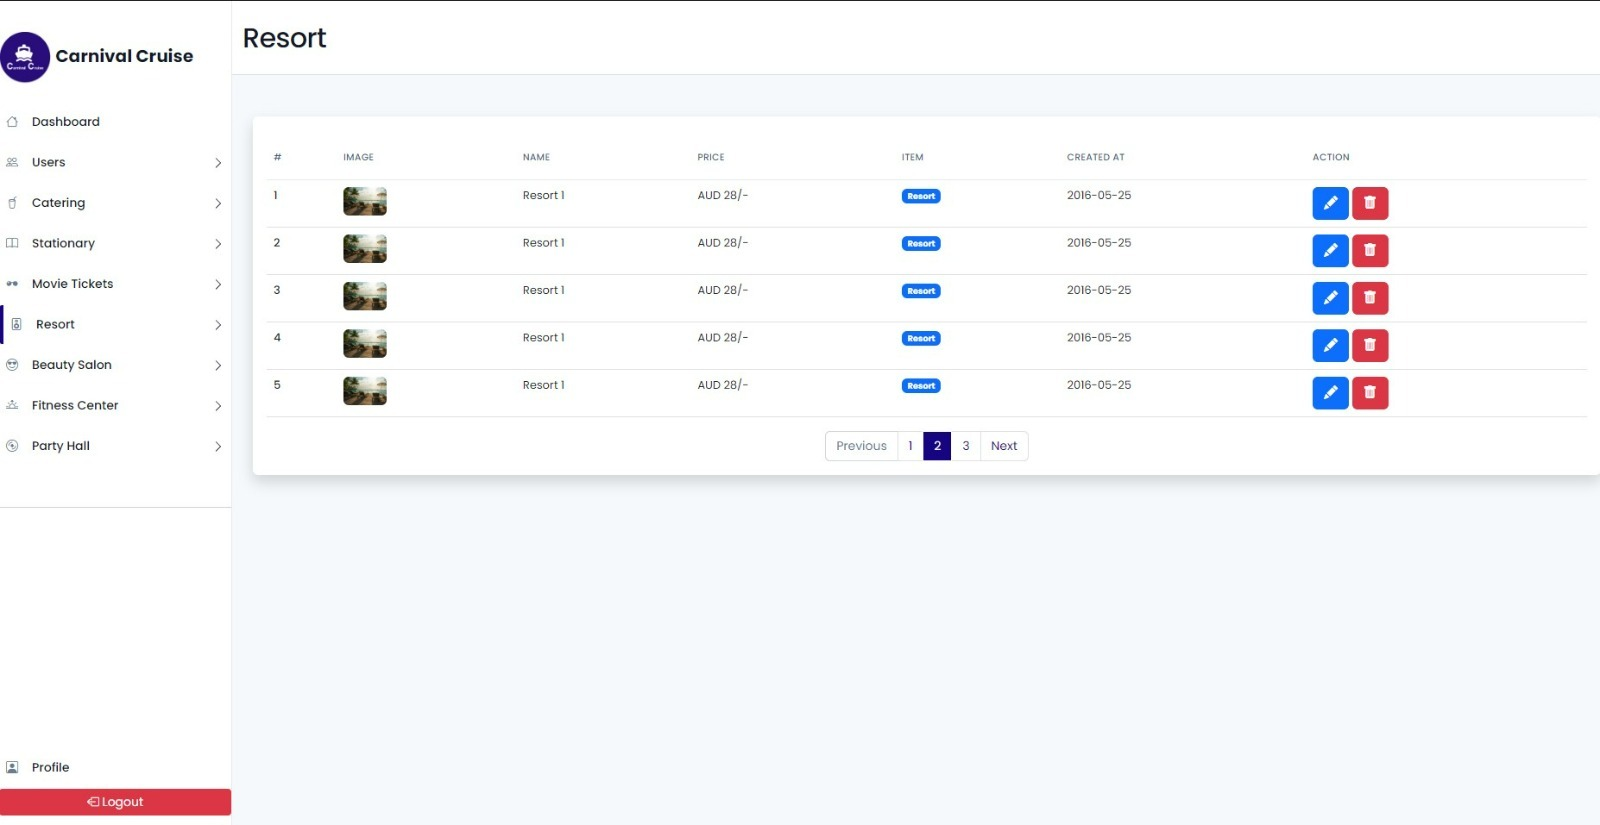 Resort
Carnival Cruise
Carnival Cruise
Dashboard
Users
Catering
Stationary
Movie Tickets
Resort
Beauty Salon
Fitness Center
Party Hall
Profile
Logout
# IMAGE NAME PRICE ITEM CREATED AT ACTION
1 Resort 1 AUD 28/- Resort 2016-05-25
2 Resort 1 AUD 28/- Resort 2016-05-25
3 Resort 1 AUD 28/- Resort 2016-05-25
4 Resort 1 AUD 28/- Resort 2016-05-25
5 Resort 1 AUD 28/- Resort 2016-05-25
Previous 1 2 3 Next